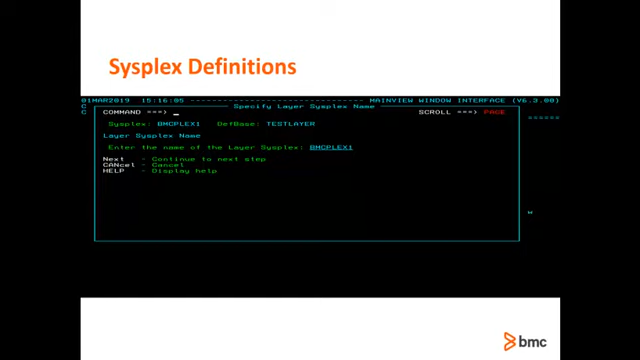 Sysplex Definitions
01MAR2019 15:16:05 ----------------------------- MAINVIEW WINDOW INTERFACE (V6.3.00)
C Specify Layer Sysplex Name
C COMMAND ===> _ SCROLL ===> PAGE
======
Sysplex: BMCPLEX1 DefBase: TESTLAYER
Layer Sysplex Name
Enter the name of the Layer Sysplex: BMCPLEX1
Next - Continue to next step
CANcel - Cancel
HELP - Display help
w
bmc